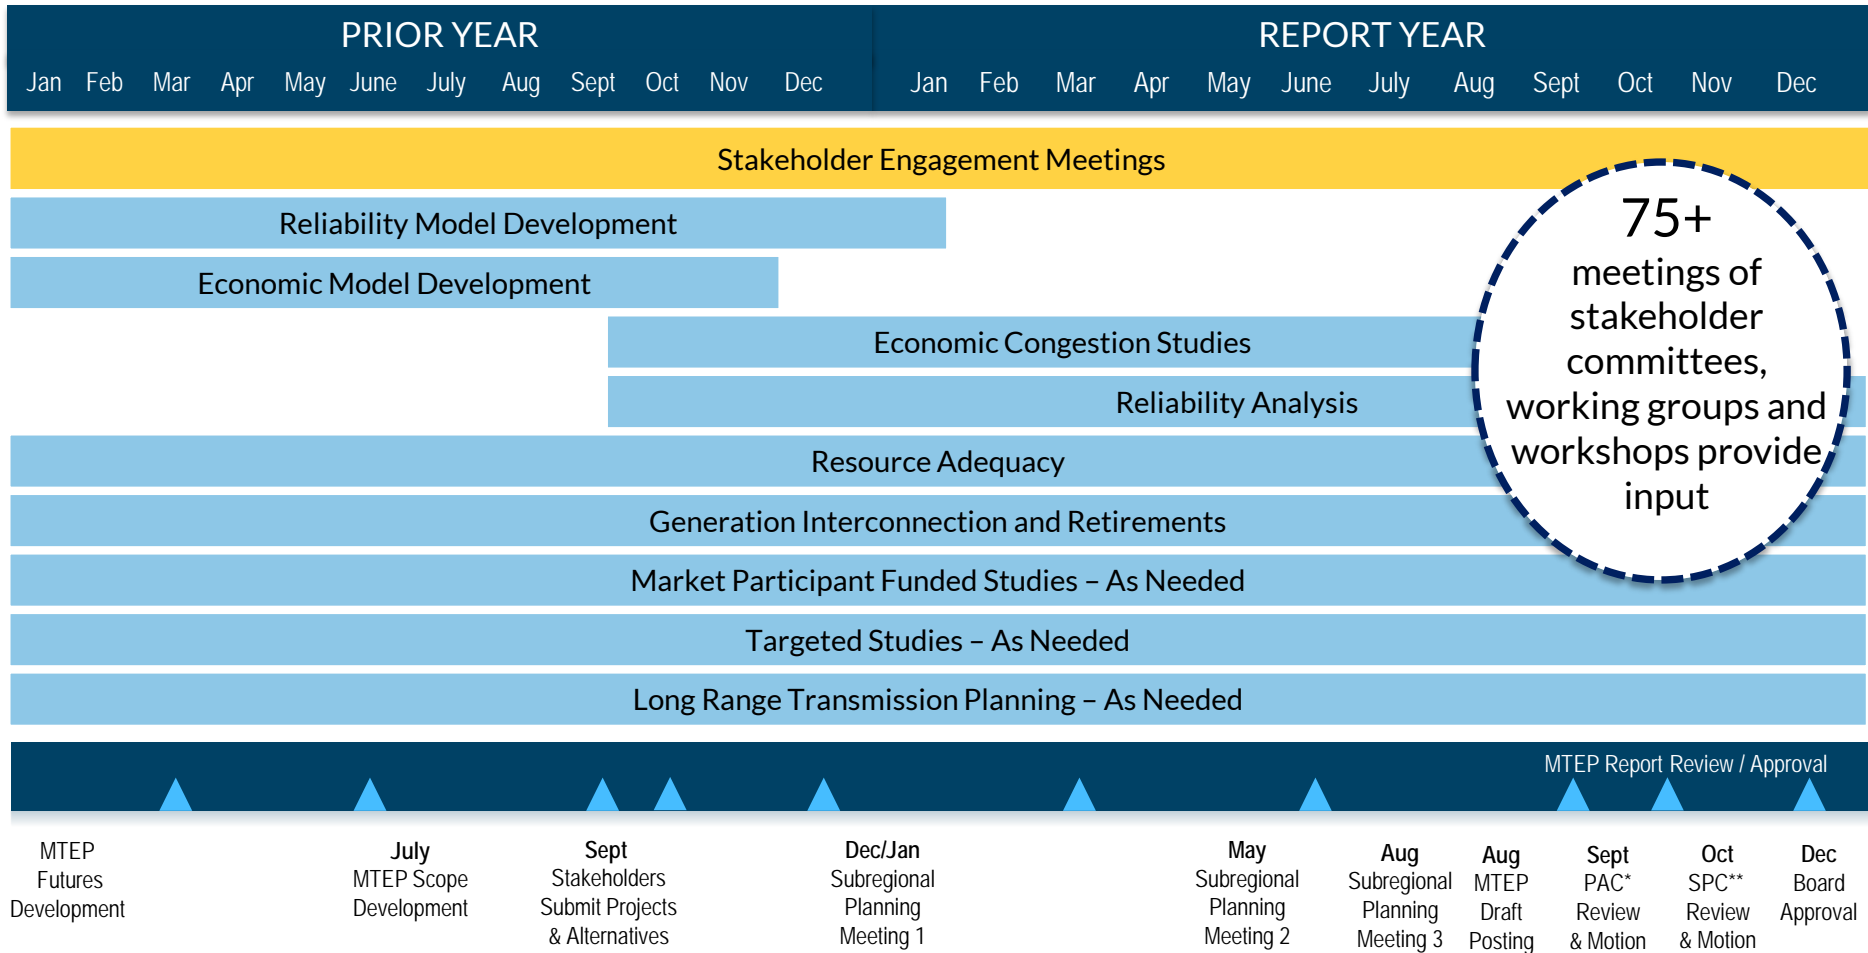 PRIOR YEAR
REPORT YEAR
Jan Feb Mar Apr May June July Aug Sept Oct Nov Dec
Jan Feb Mar Apr May June July Aug Sept Oct Nov Dec
Stakeholder Engagement Meetings
Reliability Model Development
Economic Model Development
Economic Congestion Studies
Reliability Analysis
Resource Adequacy
Generation Interconnection and Retirements
Market Participant Funded Studies – As Needed
Targeted Studies – As Needed
Long Range Transmission Planning – As Needed
75+
meetings of
stakeholder
committees,
working groups and
workshops provide
input
MTEP Report Review / Approval
MTEP
Futures
Development
July
MTEP Scope
Development
Sept
Stakeholders
Submit Projects
& Alternatives
Dec/Jan
Subregional
Planning
Meeting 1
May
Subregional
Planning
Meeting 2
Aug
Subregional
Planning
Meeting 3
Aug
MTEP
Draft
Posting
Sept
PAC*
Review
& Motion
Oct
SPC**
Review
& Motion
Dec
Board
Approval